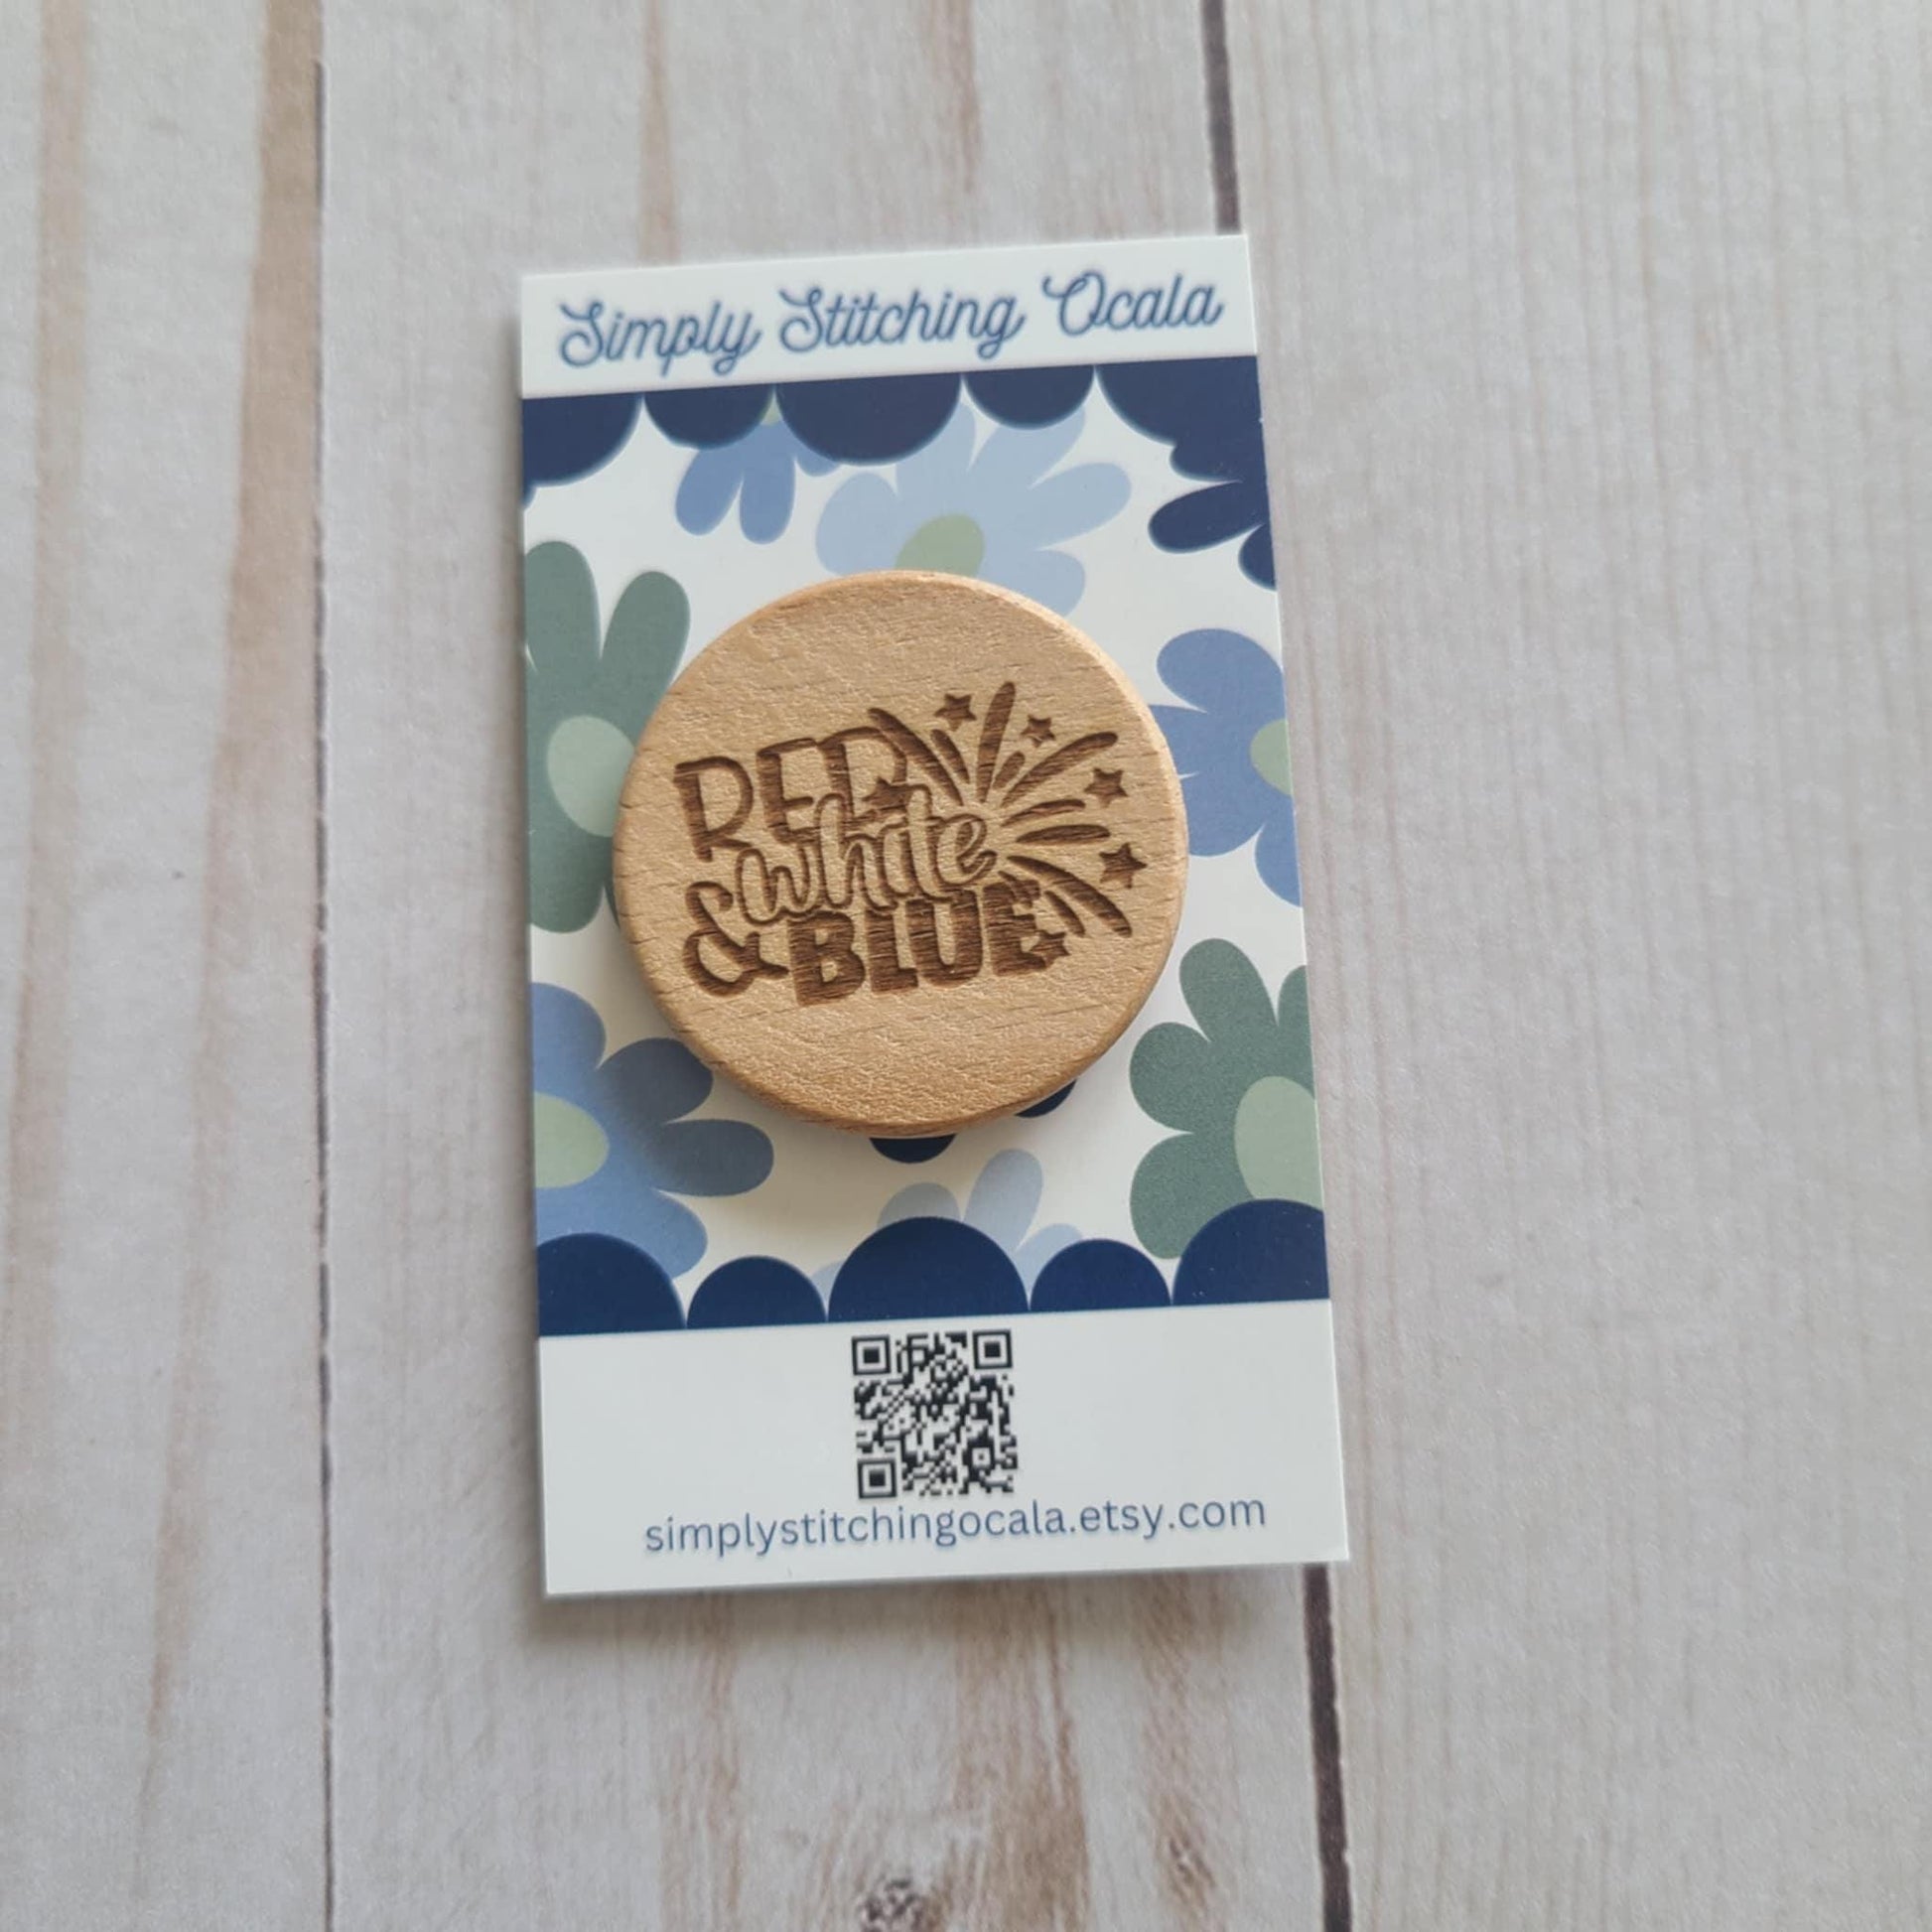 Simply Stitching Ocala
RED
white
& BLUE
simplystitchingocala.etsy.com